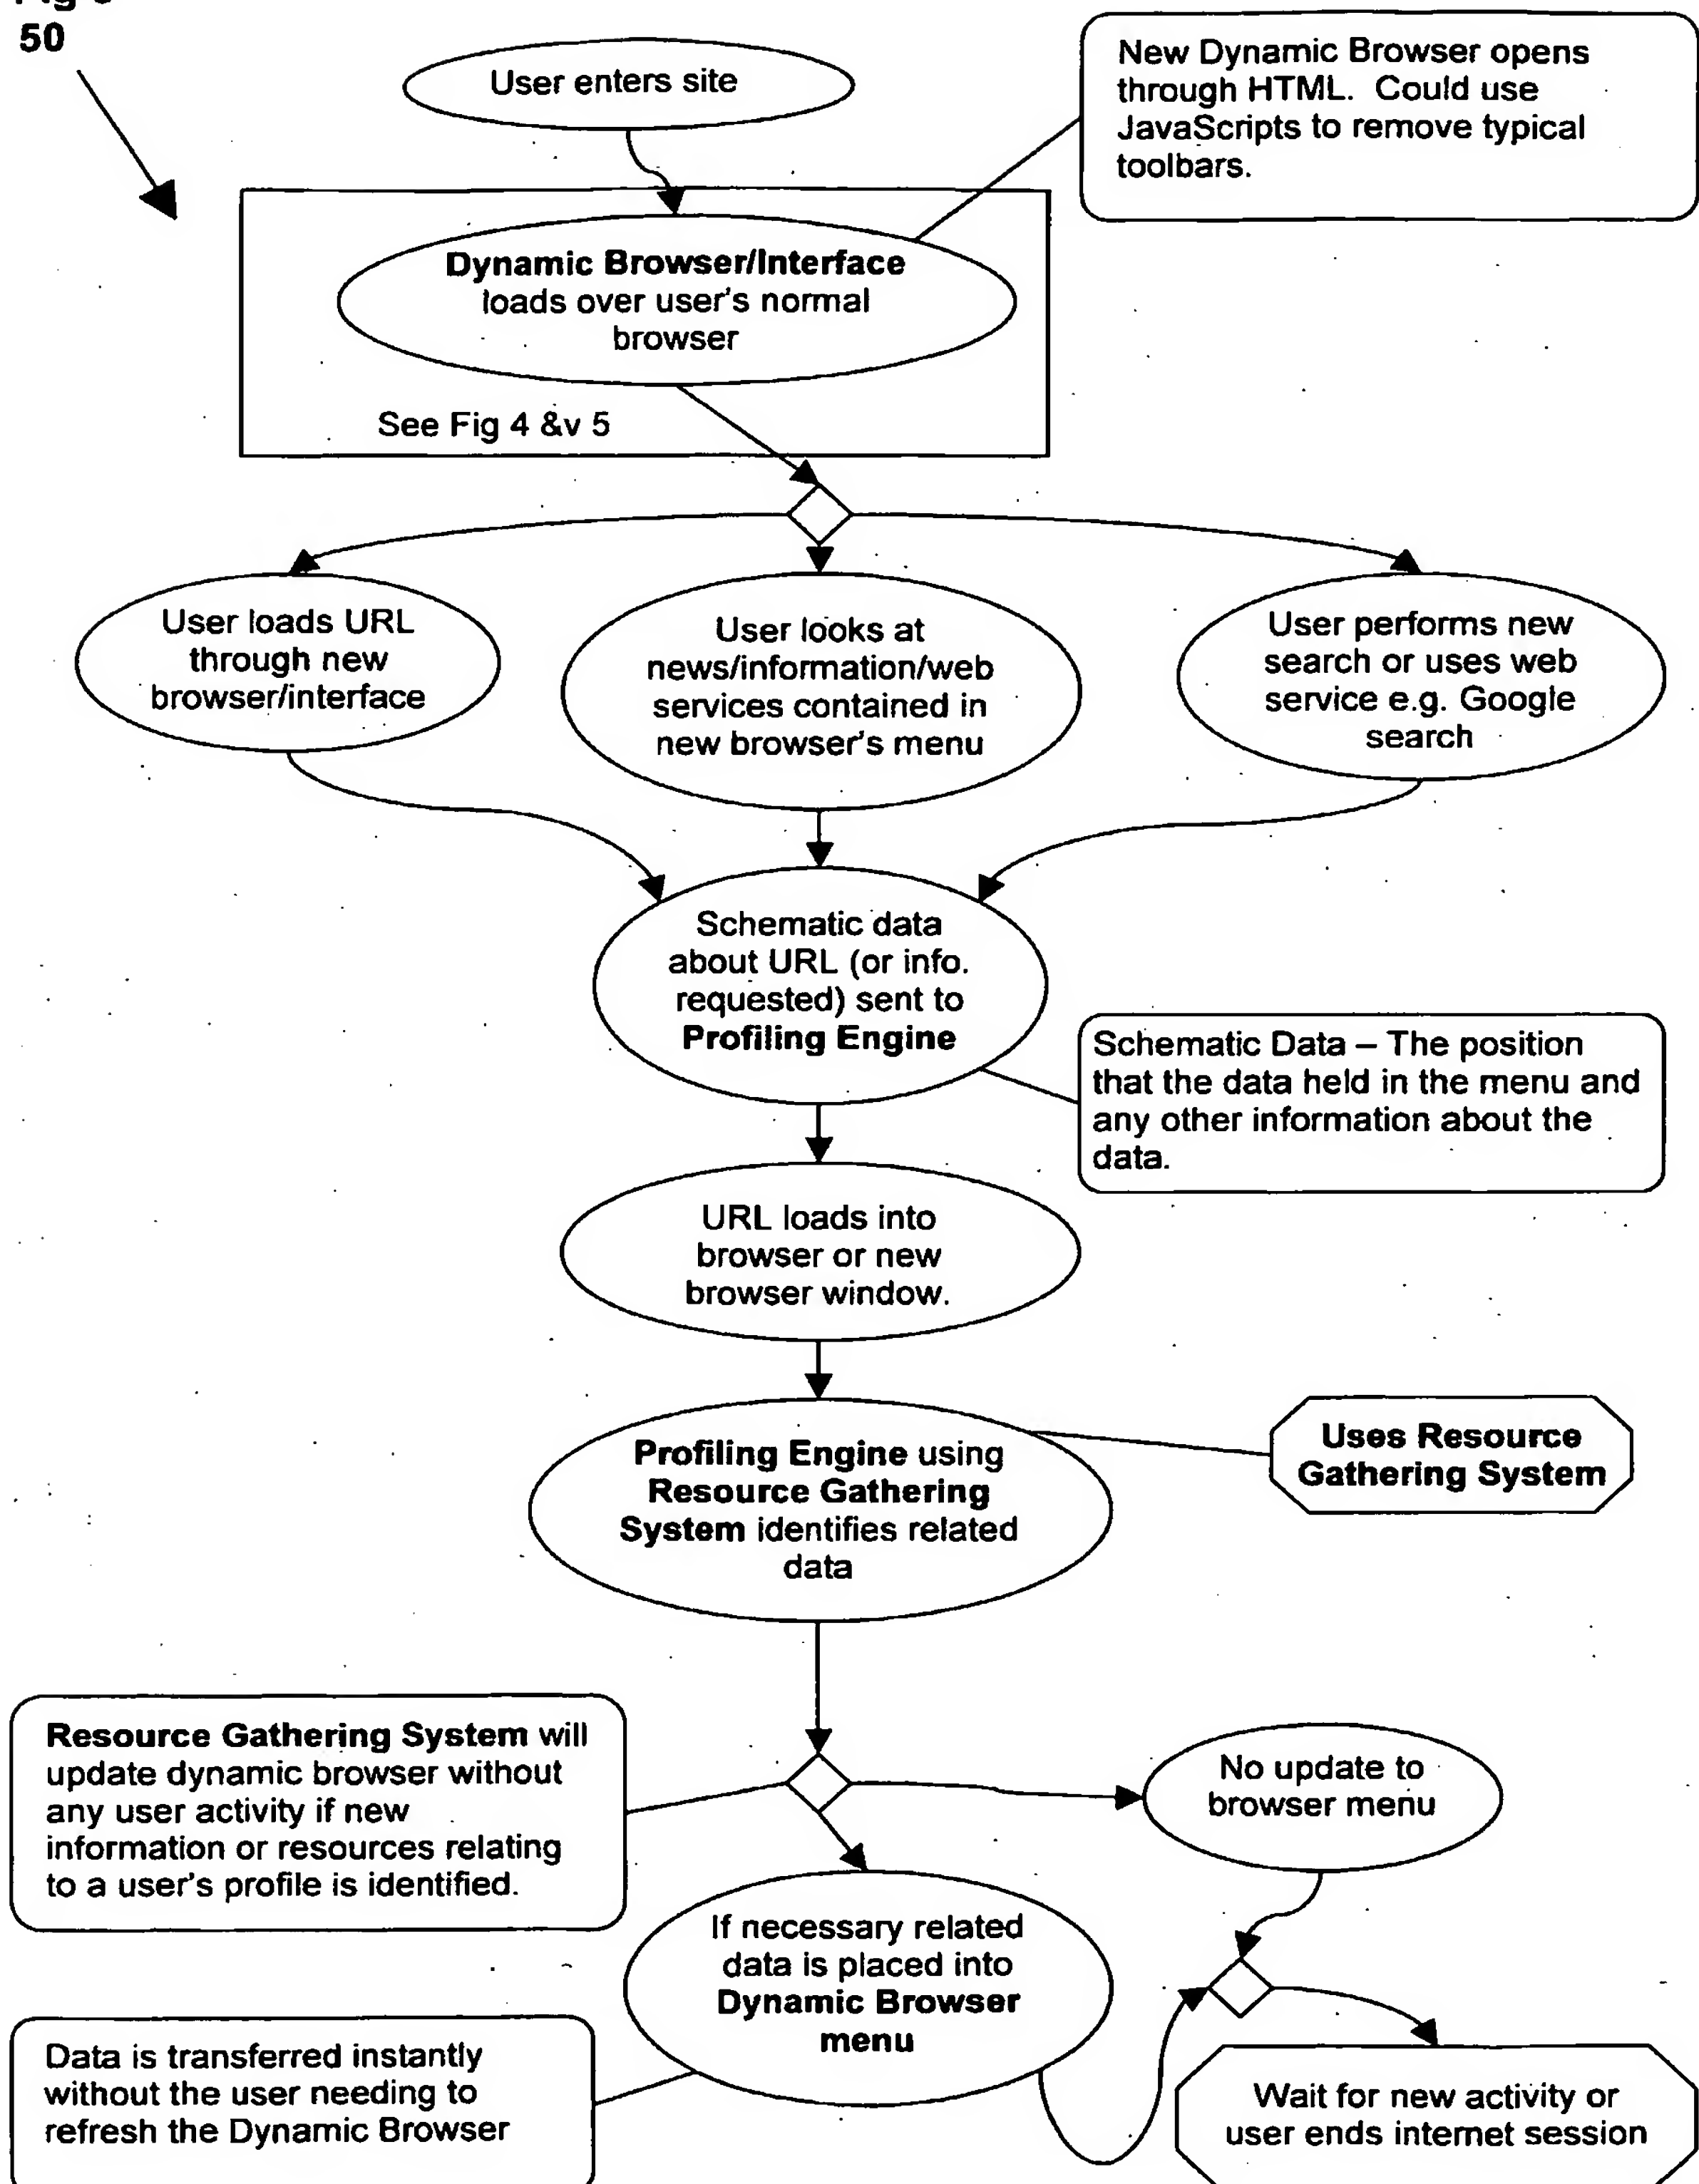 50
User enters site
New Dynamic Browser opens
through HTML. Could use
JavaScripts to remove typical
toolbars.
Dynamic Browser/Interface
loads over user's normal
browser
See Fig 4 &v 5
User loads URL
through new
browser/interface
User looks at
news/information/web
services contained in
new browser's menu
User performs new
search or uses web
service e.g. Google
search
Schematic data
about URL (or info.
requested) sent to
Profiling Engine
Schematic Data – The position
that the data held in the menu and
any other information about the
data.
URL loads into
browser or new
browser window.
Profiling Engine using
Resource Gathering
System identifies related
data
Uses Resource
Gathering System
Resource Gathering System will
update dynamic browser without
any user activity if new
information or resources relating
to a user's profile is identified.
No update to
browser menu
If necessary related
data is placed into
Dynamic Browser
menu
Data is transferred instantly
without the user needing to
refresh the Dynamic Browser
Wait for new activity or
user ends internet session